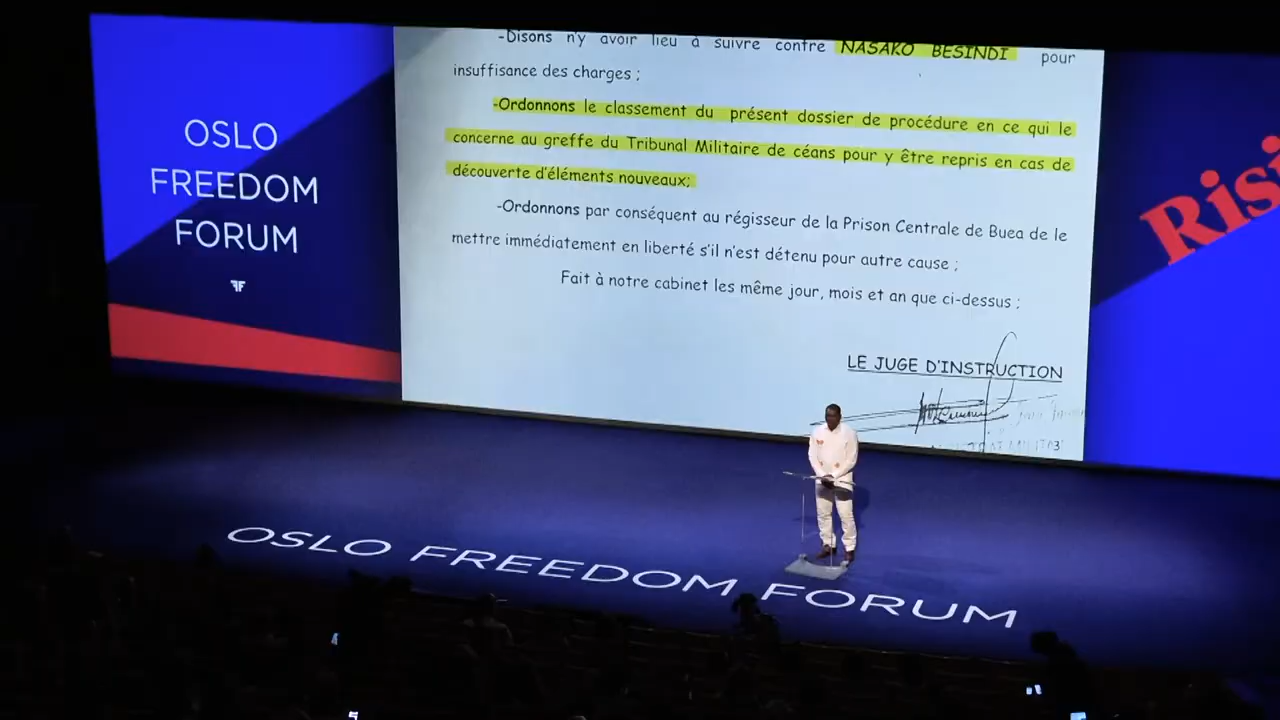 OSLO
FREEDOM
FORUM
-Disons n'y avoir lieu à suivre contre NASAKO BESINDI pour
insuffisance des charges ;
-Ordonnons le classement du présent dossier de procédure en ce qui le
concerne au greffe du Tribunal Militaire de céans pour y être repris en cas de
découverte d'éléments nouveaux;
-Ordonnons par conséquent au régisseur de la Prison Centrale de Buea de le
mettre immédiatement en liberté s'il n'est détenu pour autre cause ;
Fait à notre cabinet les même jour, mois et an que ci-dessus ;
LE JUGE D'INSTRUCTION
Risi
OSLO FREEDOM FORUM